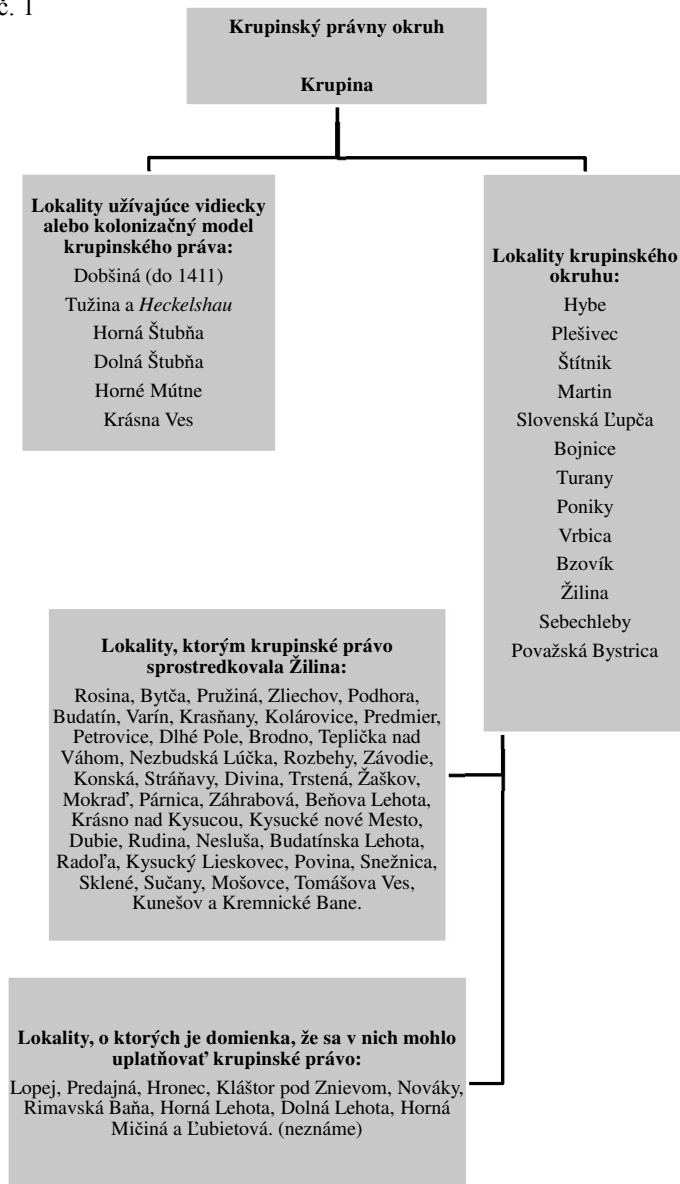 č. 1
Krupinský právny okruh
Krupina
Lokality užívajúce vidiecky
alebo kolonizačný model
krupinského práva:
Dobšiná (do 1411)
Tužina a Heckelshau
Horná Štubňa
Dolná Štubňa
Horné Mútne
Krásna Ves
Lokality krupinského
okruhu:
Hybe
Plešivec
Štítnik
Martin
Slovenská Ľupča
Bojnice
Turany
Poniky
Vrbica
Bzovík
Žilina
Sebechleby
Považská Bystrica
Lokality, ktorým krupinské právo
sprostredkovala Žilina:
Rosina, Bytča, Pružiná, Zliechov, Podhora,
Budatín, Varín, Krasňany, Kolárovice, Predmier,
Petrovice, Dlhé Pole, Brodno, Teplička nad
Váhom, Nezbudská Lúčka, Rozbehy, Závodie,
Konská, Stráňavy, Divina, Trstená, Žaškov,
Mokraď, Párnica, Záhrabová, Beňova Lehota,
Krásno nad Kysucou, Kysucké nové Mesto,
Dubie, Rudina, Nesluša, Budatínska Lehota,
Radoľa, Kysucký Lieskovec, Povina, Snežnica,
Sklené, Sučany, Mošovce, Tomášova Ves,
Kunešov a Kremnické Bane.
Lokality, o ktorých je domienka, že sa v nich mohlo
uplatňovať krupinské právo:
Lopej, Predajná, Hronec, Kláštor pod Znievom, Nováky,
Rimavská Baňa, Horná Lehota, Dolná Lehota, Horná
Mičiná a Ľubietová. (neznáme)